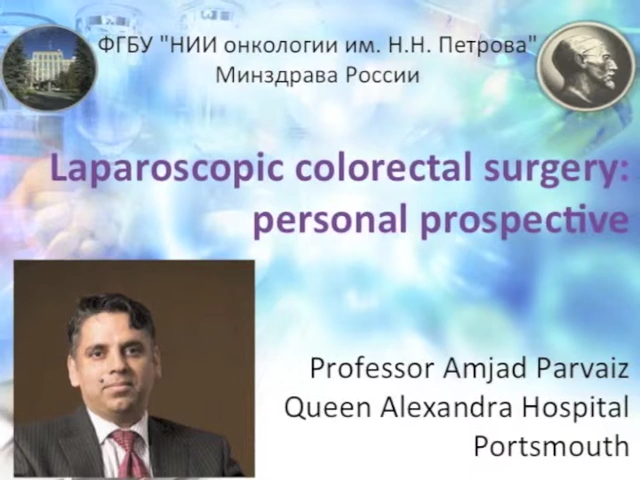 ФГБУ "НИИ онкологии им. Н.Н. Петрова"
Минздрава России
Laparoscopic colorectal surgery:
personal prospective
Professor Amjad Parvaiz
Queen Alexandra Hospital
Portsmouth